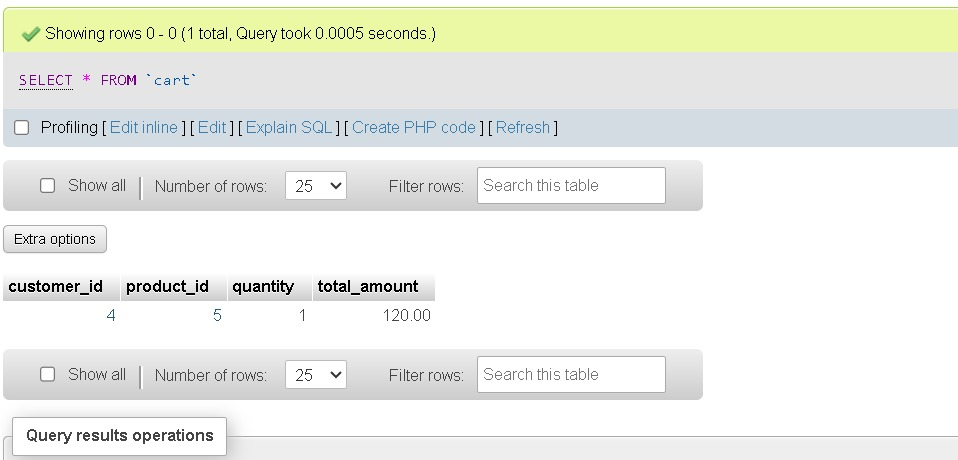 Showing rows 0 - 0 (1 total, Query took 0.0005 seconds.)
SELECT * FROM `cart`
Profiling [ Edit inline ] [ Edit ] [ Explain SQL ] [ Create PHP code ] [ Refresh ]
Show all Number of rows: 25 Filter rows: Search this table
Extra options
customer_id product_id quantity total_amount
4 5 1 120.00
Show all Number of rows: 25 Filter rows: Search this table
Query results operations